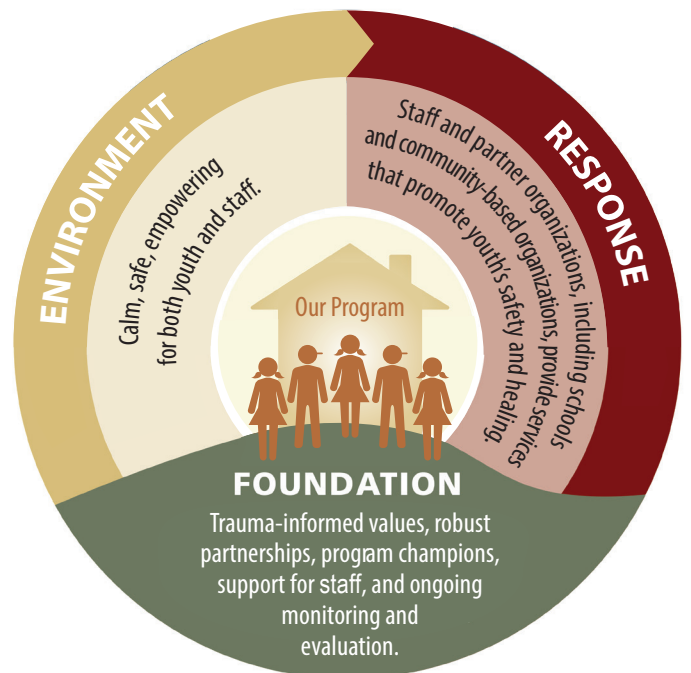 ENVIRONMENT
Calm, safe, empowering
for both youth and staff.
RESPONSE
Staff and partner organizations, including schools
and community-based organizations, provide services
that promote youth's safety and healing.
Our Program
FOUNDATION
Trauma-informed values, robust
partnerships, program champions,
support for staff, and ongoing
monitoring and
evaluation.